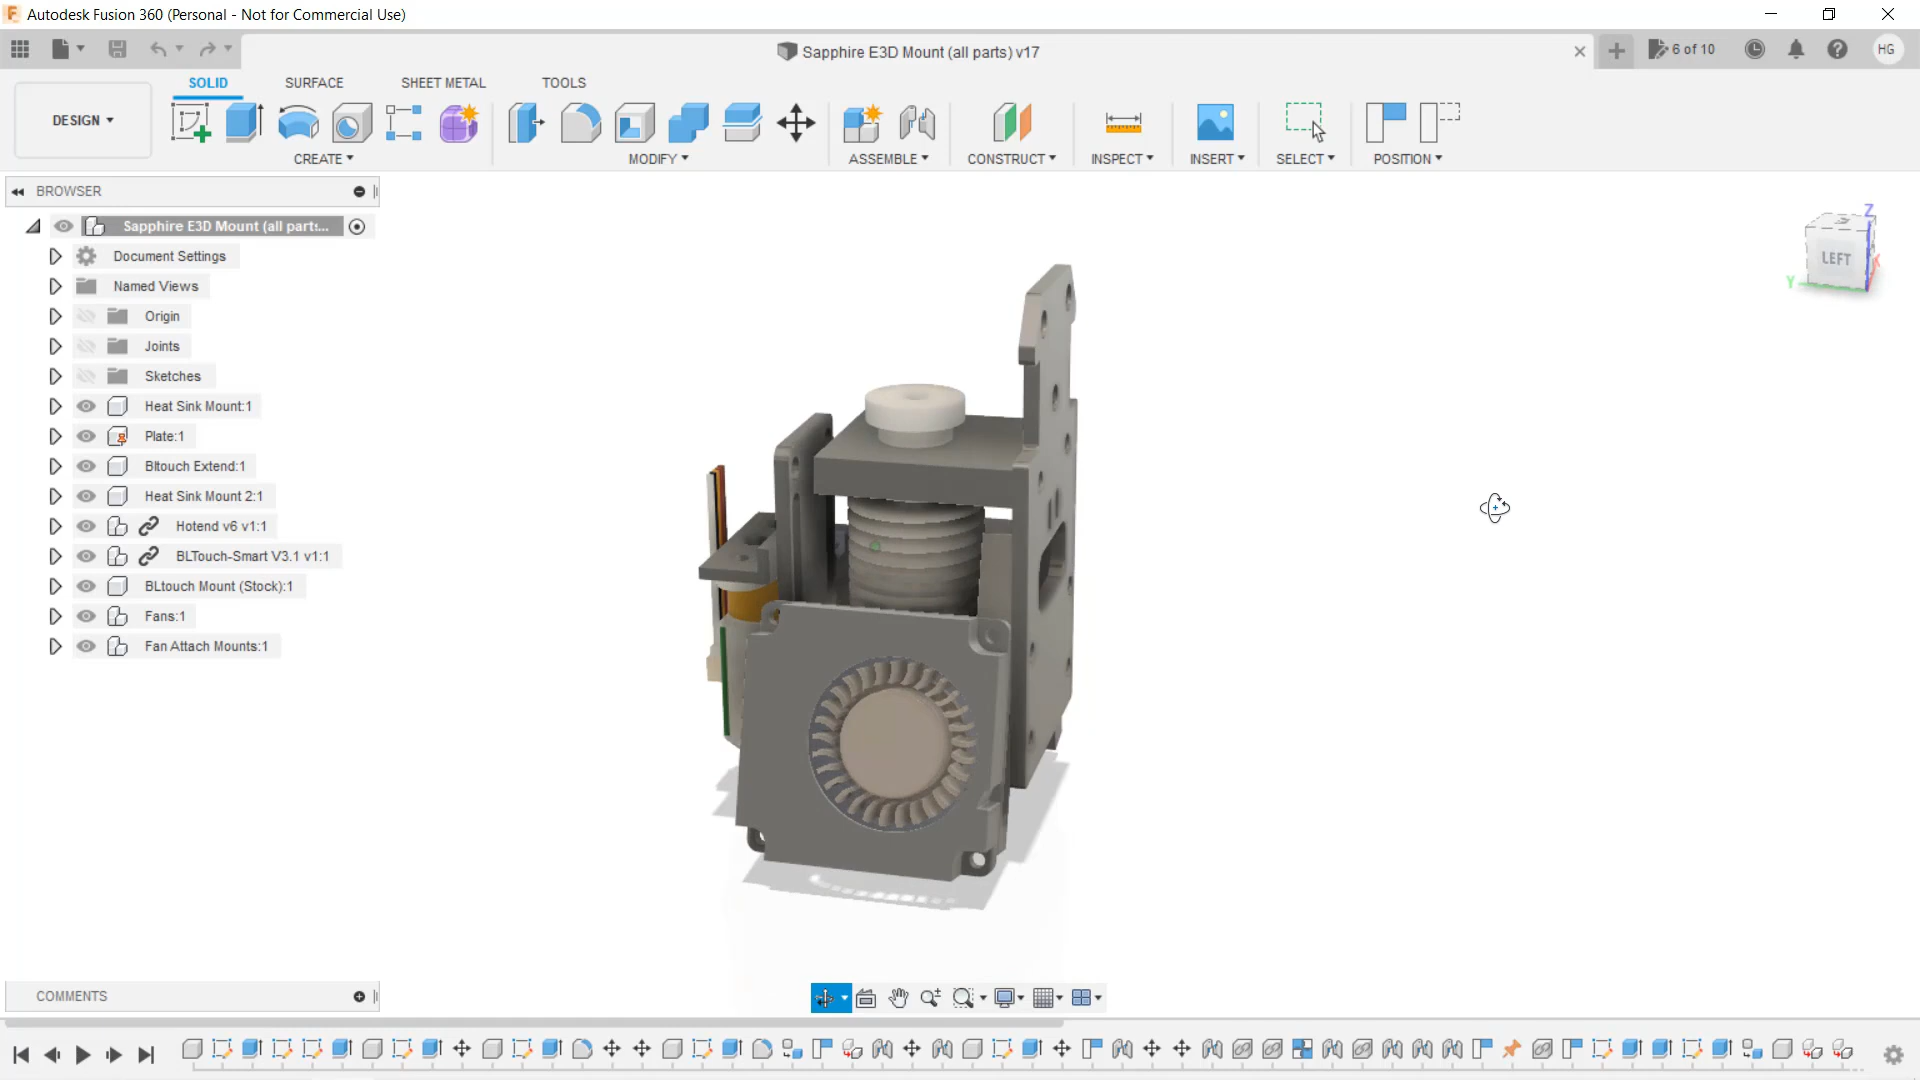 Autodesk Fusion 360 (Personal - Not for Commercial Use)
Sapphire E3D Mount (all parts) v17
6 of 10
HG
DESIGN
SOLID SURFACE SHEET METAL TOOLS
CREATE MODIFY ASSEMBLE CONSTRUCT INSPECT INSERT SELECT POSITION
BROWSER
Sapphire E3D Mount (all parts...
Document Settings
Named Views
Origin
Joints
Sketches
Heat Sink Mount:1
Plate:1
Bltouch Extend:1
Heat Sink Mount 2:1
Hotend v6 v1:1
BLTouch-Smart V3.1 v1:1
BLtouch Mount (Stock):1
Fans:1
Fan Attach Mounts:1
Z
LEFT
Y
X
COMMENTS